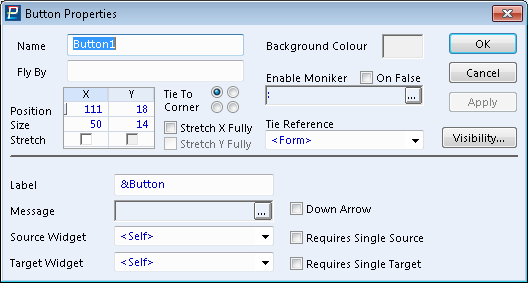 Button Properties
Name Button1 Background Colour OK
Fly By Enable Moniker On False Cancel
X Y Tie To Corner : ... Apply
Position 111 18
Size 50 14 Stretch X Fully Tie Reference
Stretch Stretch Y Fully <Form> Visibility...
Label &Button
Message ... Down Arrow
Source Widget <Self> Requires Single Source
Target Widget <Self> Requires Single Target